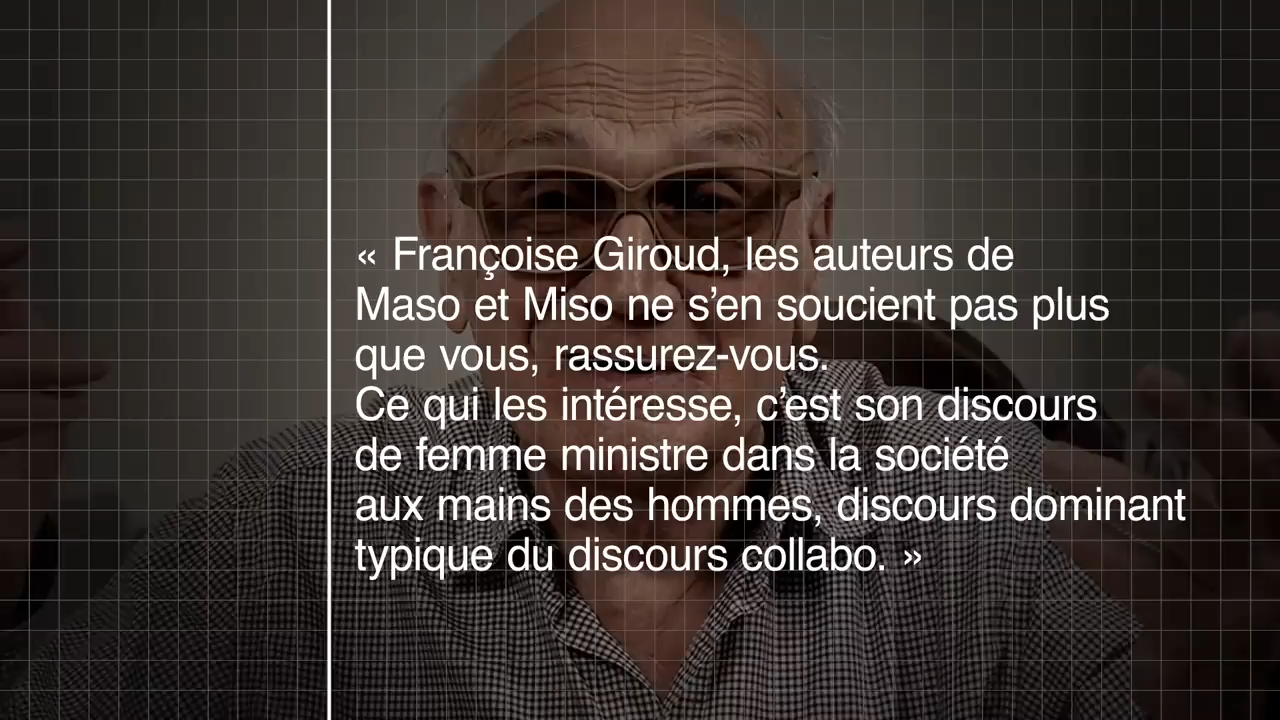 « Françoise Giroud, les auteurs de
Maso et Miso ne s’en soucient pas plus
que vous, rassurez-vous.
Ce qui les intéresse, c’est son discours
de femme ministre dans la société
aux mains des hommes, discours dominant
typique du discours collabo. »